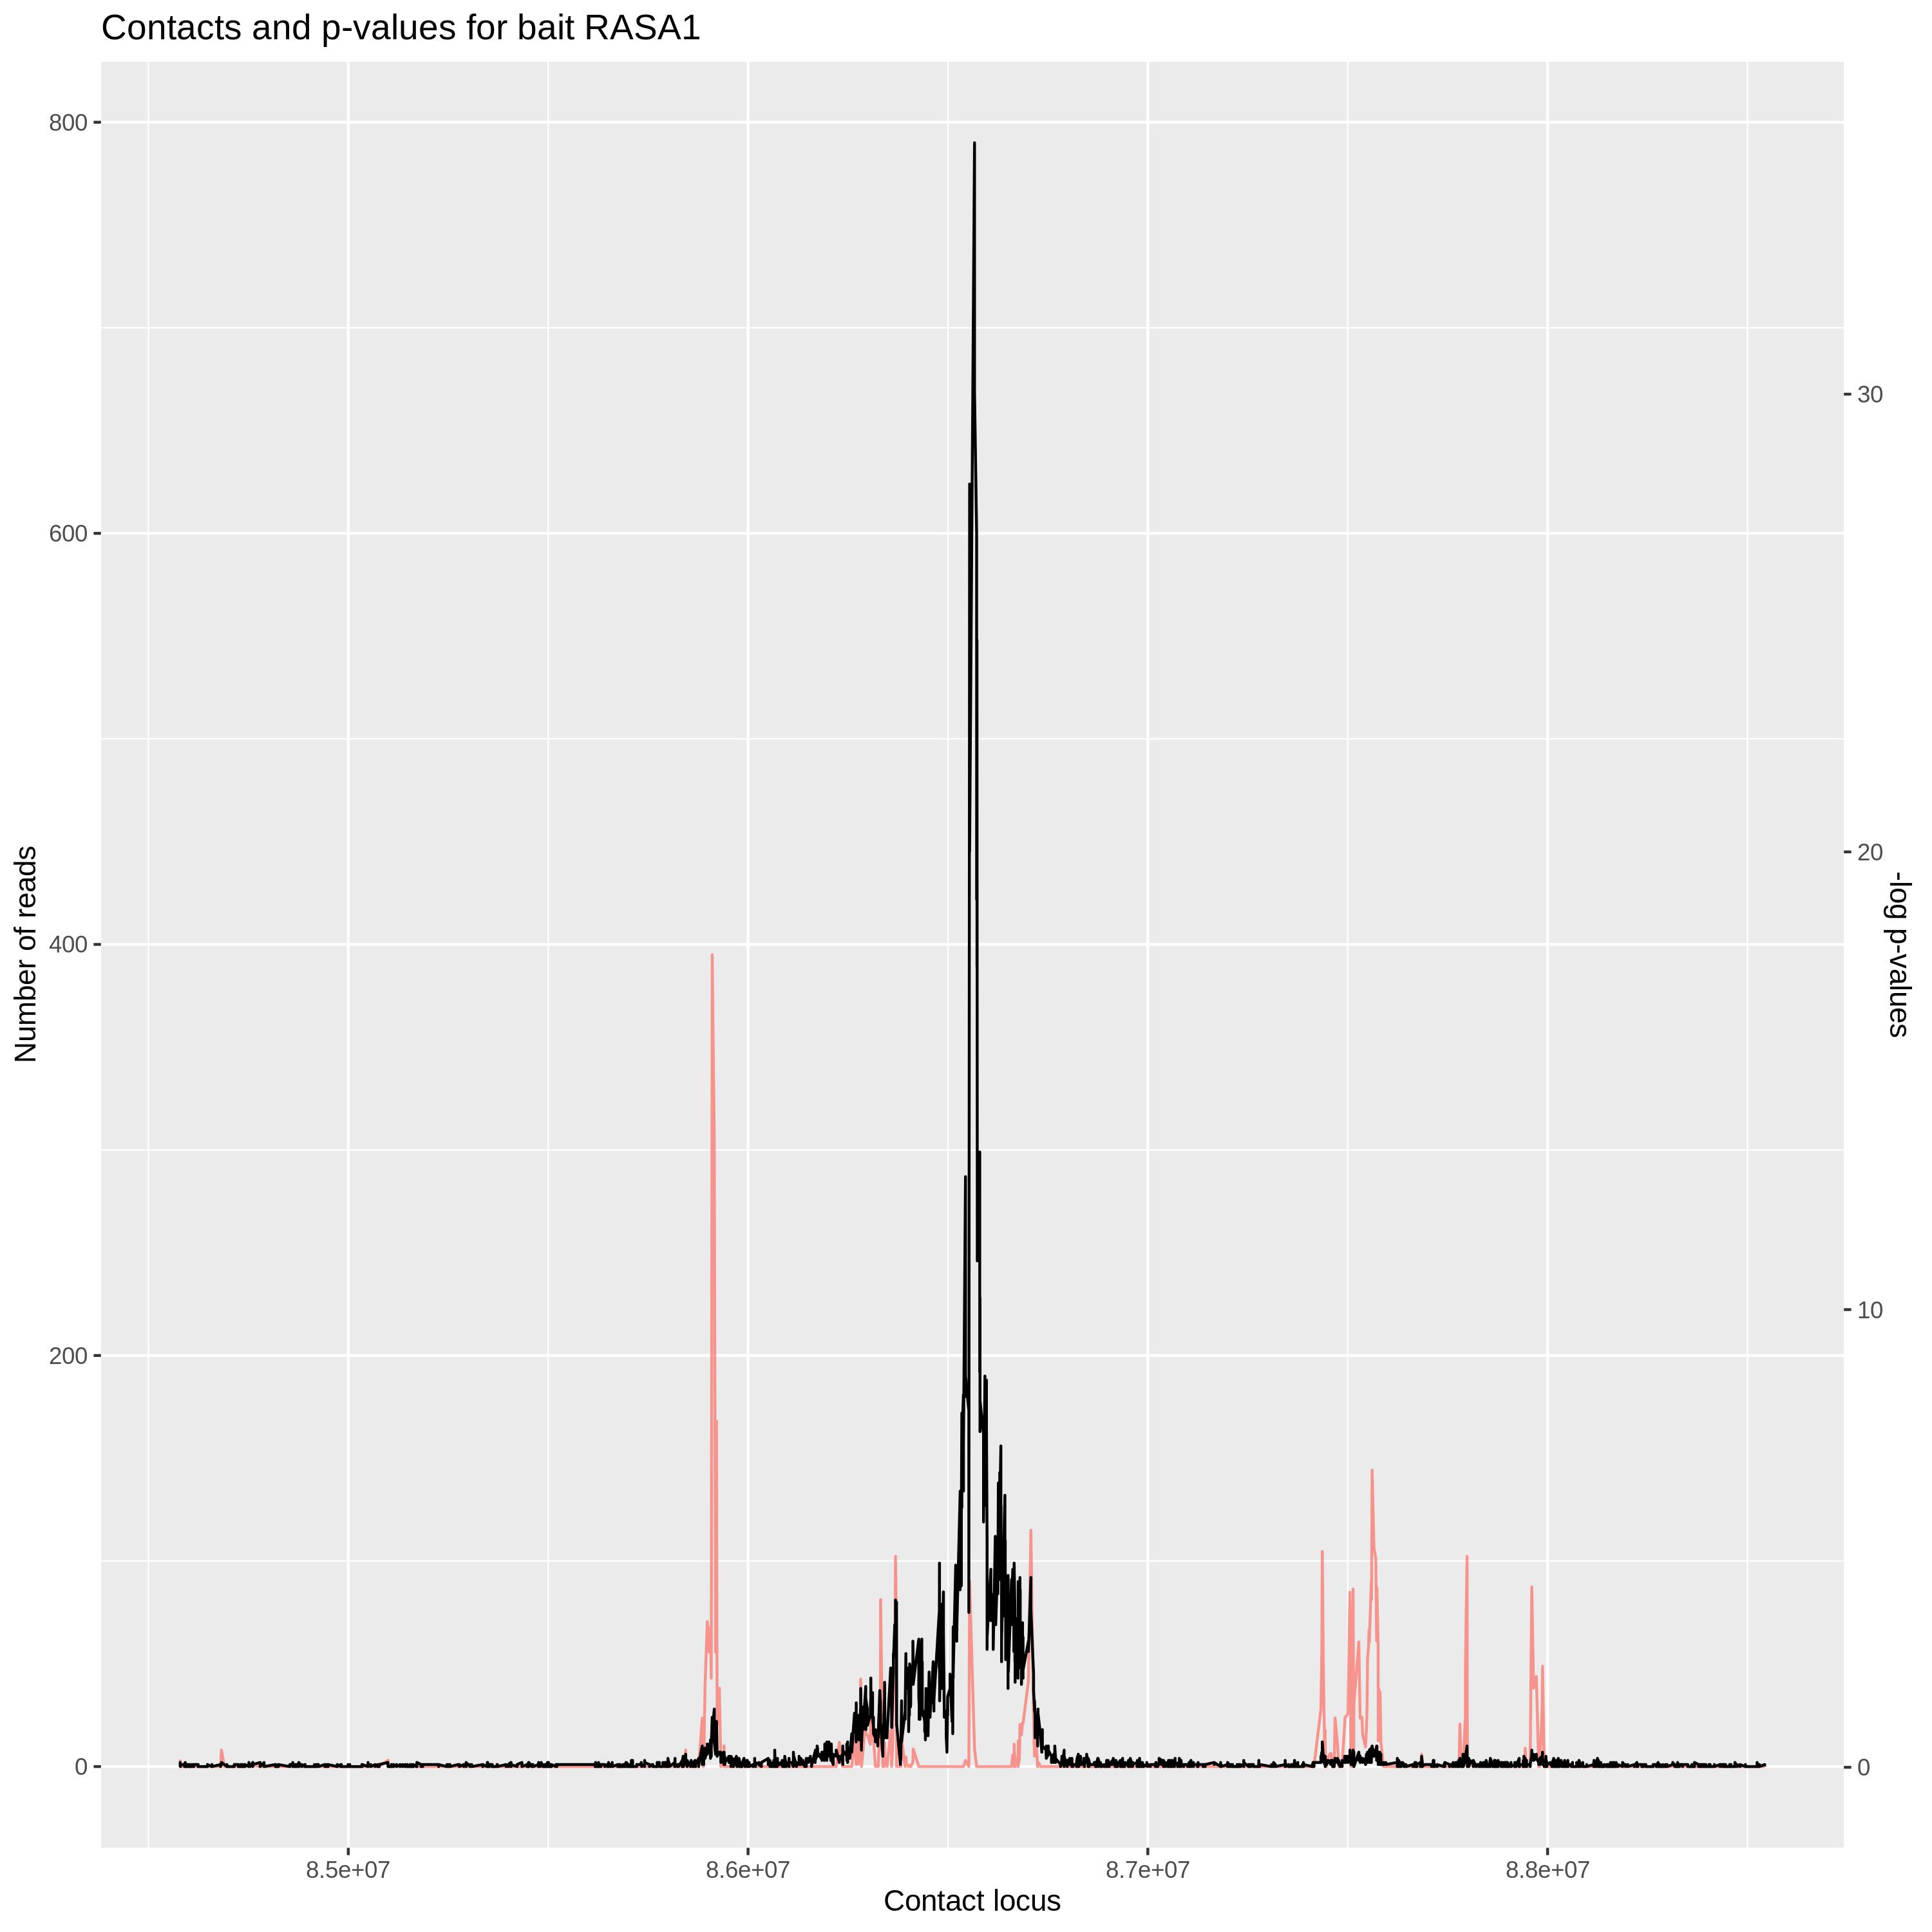 Contacts and p-values for bait RASA1
800
600
400
200
0
Number of reads
30
20
10
0
-log p-values
8.5e+07
8.6e+07
8.7e+07
8.8e+07
Contact locus